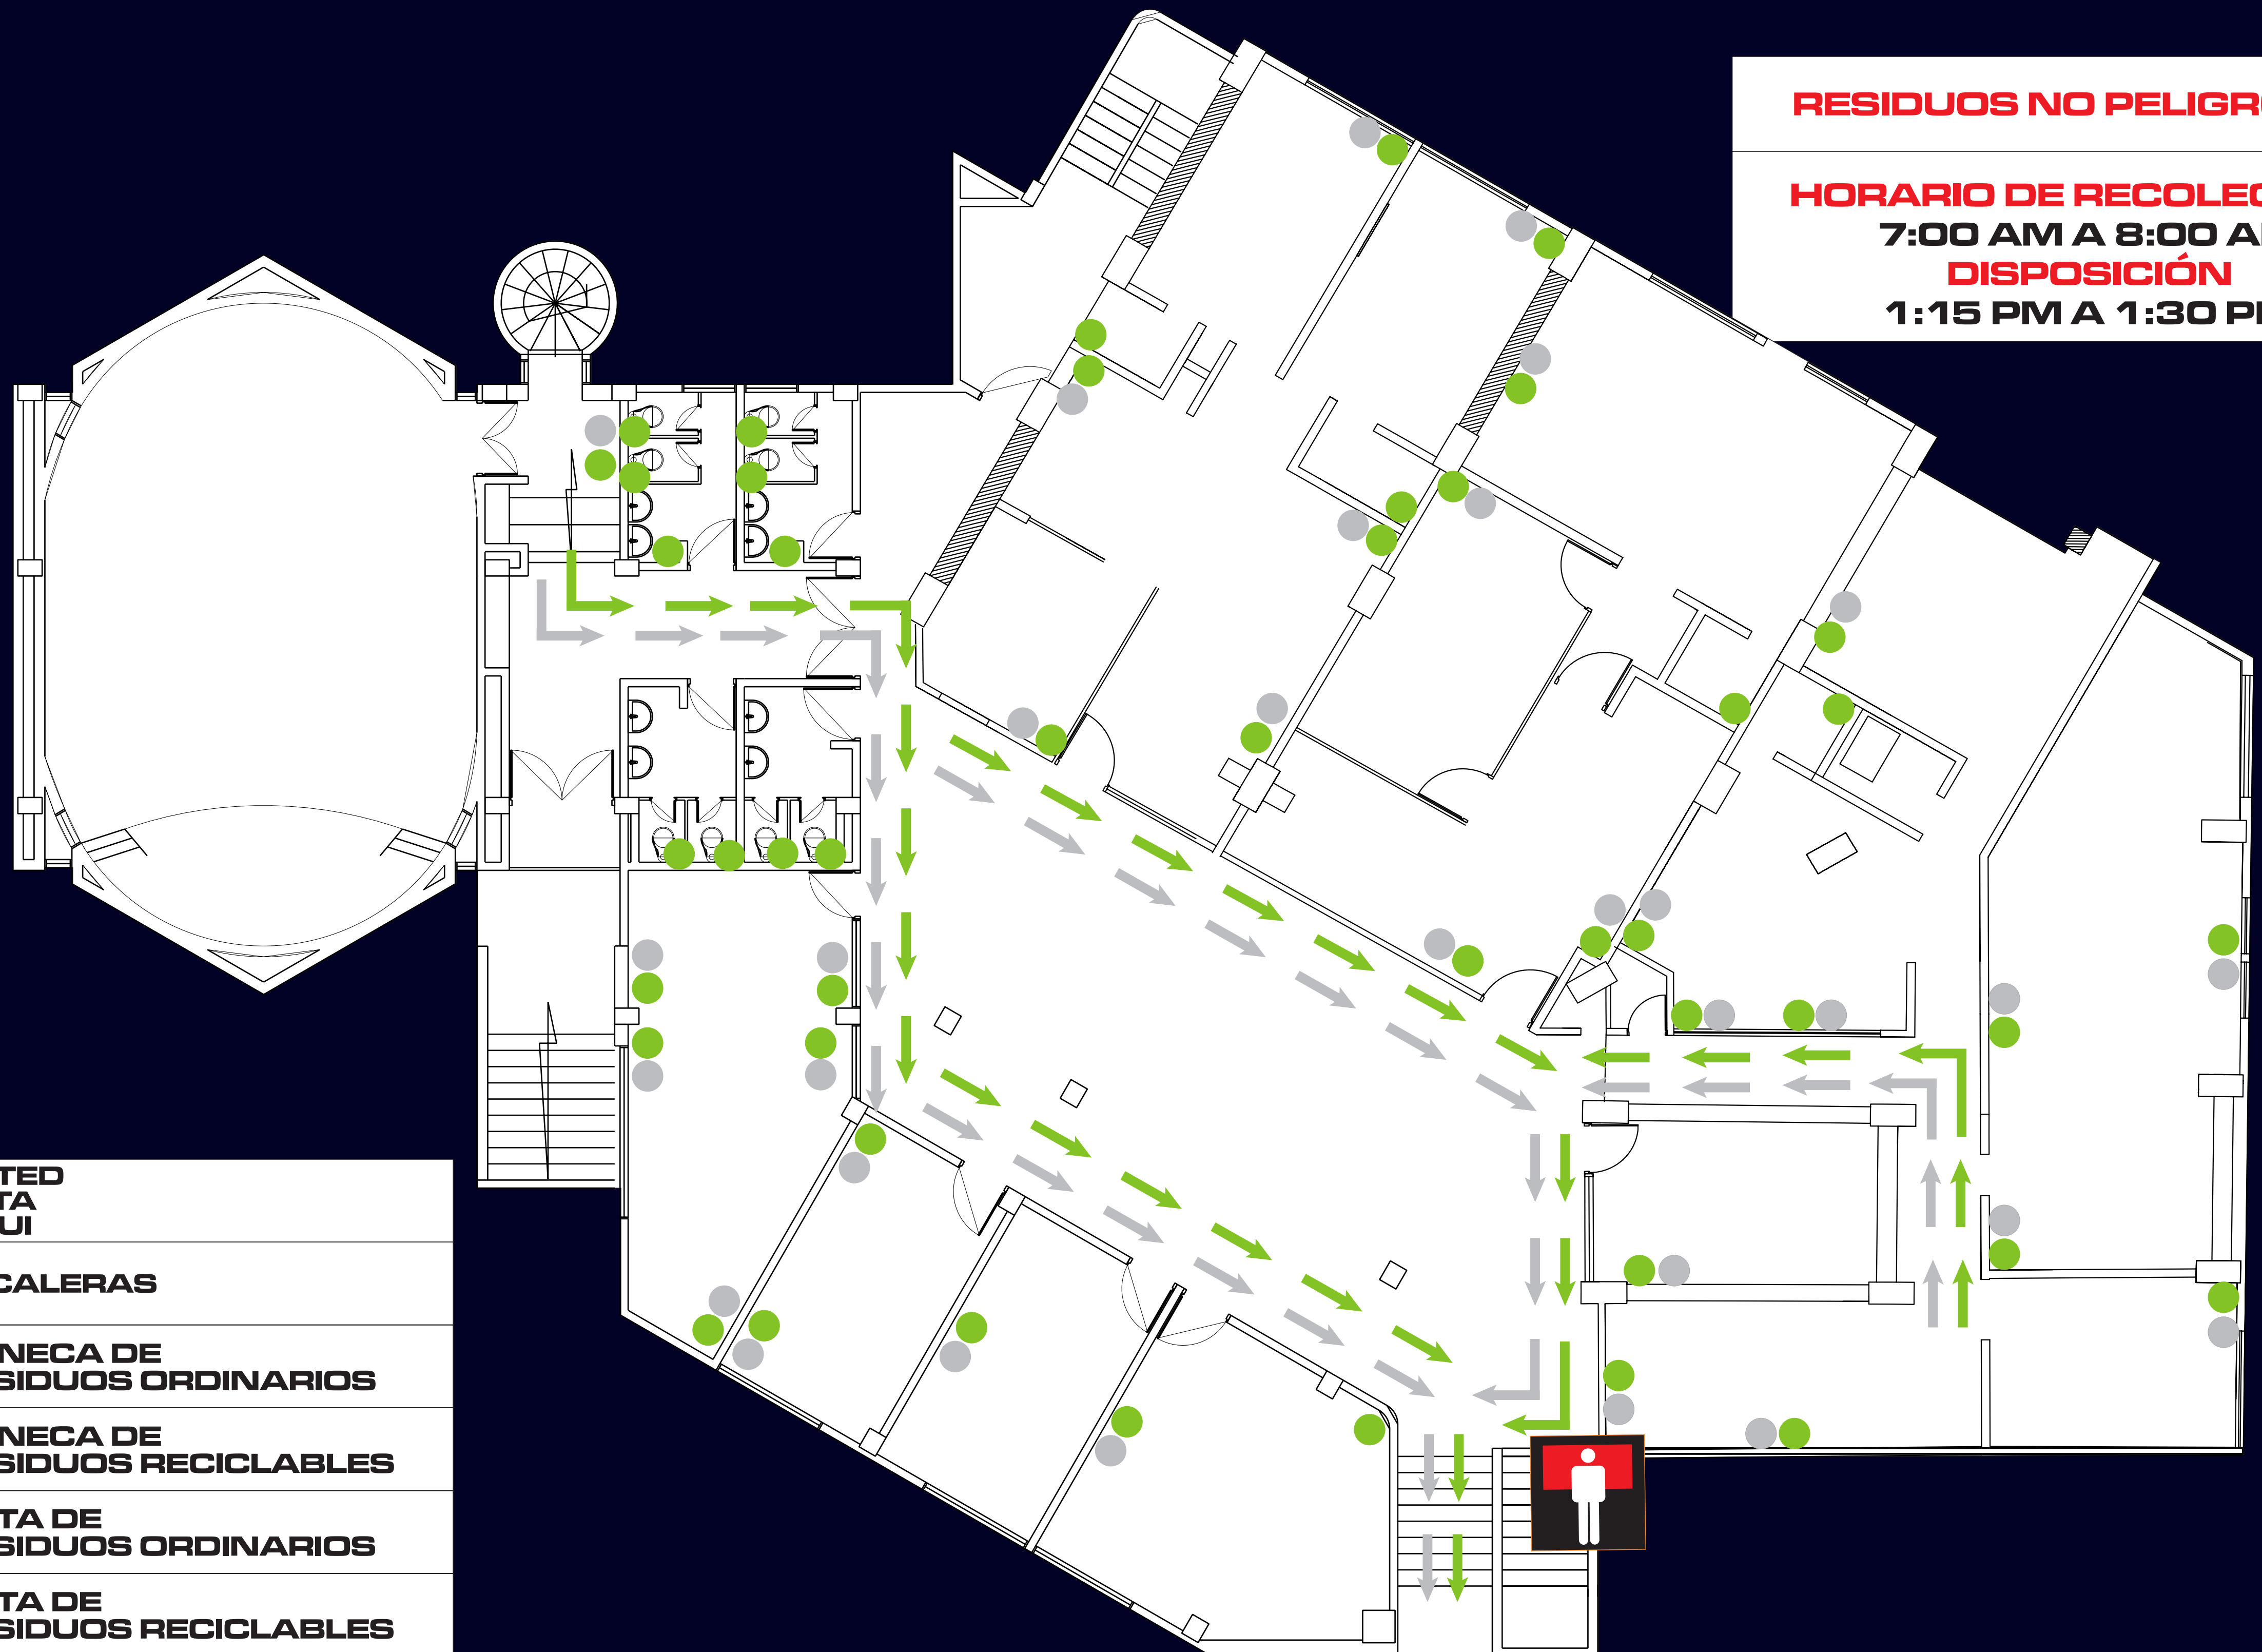 RESIDUOS NO PELIGR
HORARIO DE RECOLEC
7:00 AM A 8:00 A
DISPOSICIÓN
1:15 PM A 1:30 P
TED
TA
UI
CALERAS
NECA DE
SIDUOS ORDINARIOS
NECA DE
SIDUOS RECICLABLES
TA DE
SIDUOS ORDINARIOS
TA DE
SIDUOS RECICLABLES